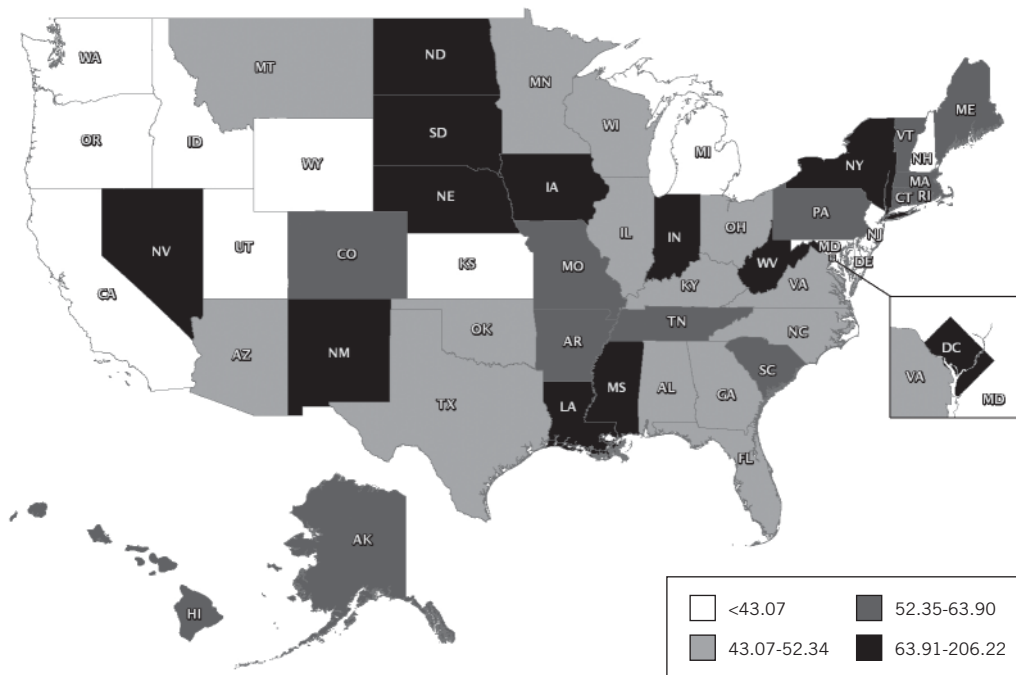 WA
MT
ND
MN
ME
OR
ID
SD
WI
MI
VT
NH
NY
MA
CT RI
WY
NE
IA
PA
NJ
NV
UT
CO
KS
MO
IL
IN
OH
MD
DE
WV
VA
KY
CA
AZ
NM
OK
AR
TN
NC
SC
TX
LA
MS
AL
GA
FL
DC
VA
MD
AK
HI
<43.07
52.35-63.90
43.07-52.34
63.91-206.22